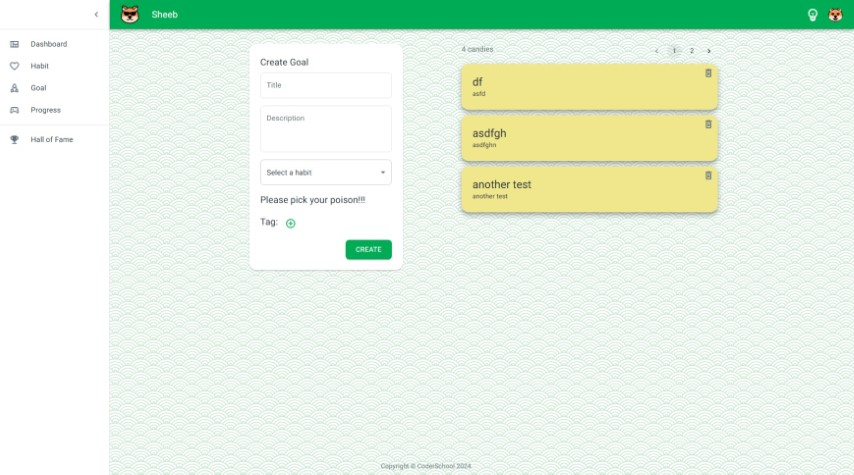 Sheeb
Dashboard
Habit
Goal
Progress
Hall of Fame
Create Goal
Title
Description
Select a habit
Please pick your poison!!!
Tag:
CREATE
4 candies
1 2
df
asfd
asdfgh
asdfghn
another test
another test
Copyright © CoderSchool 2024.